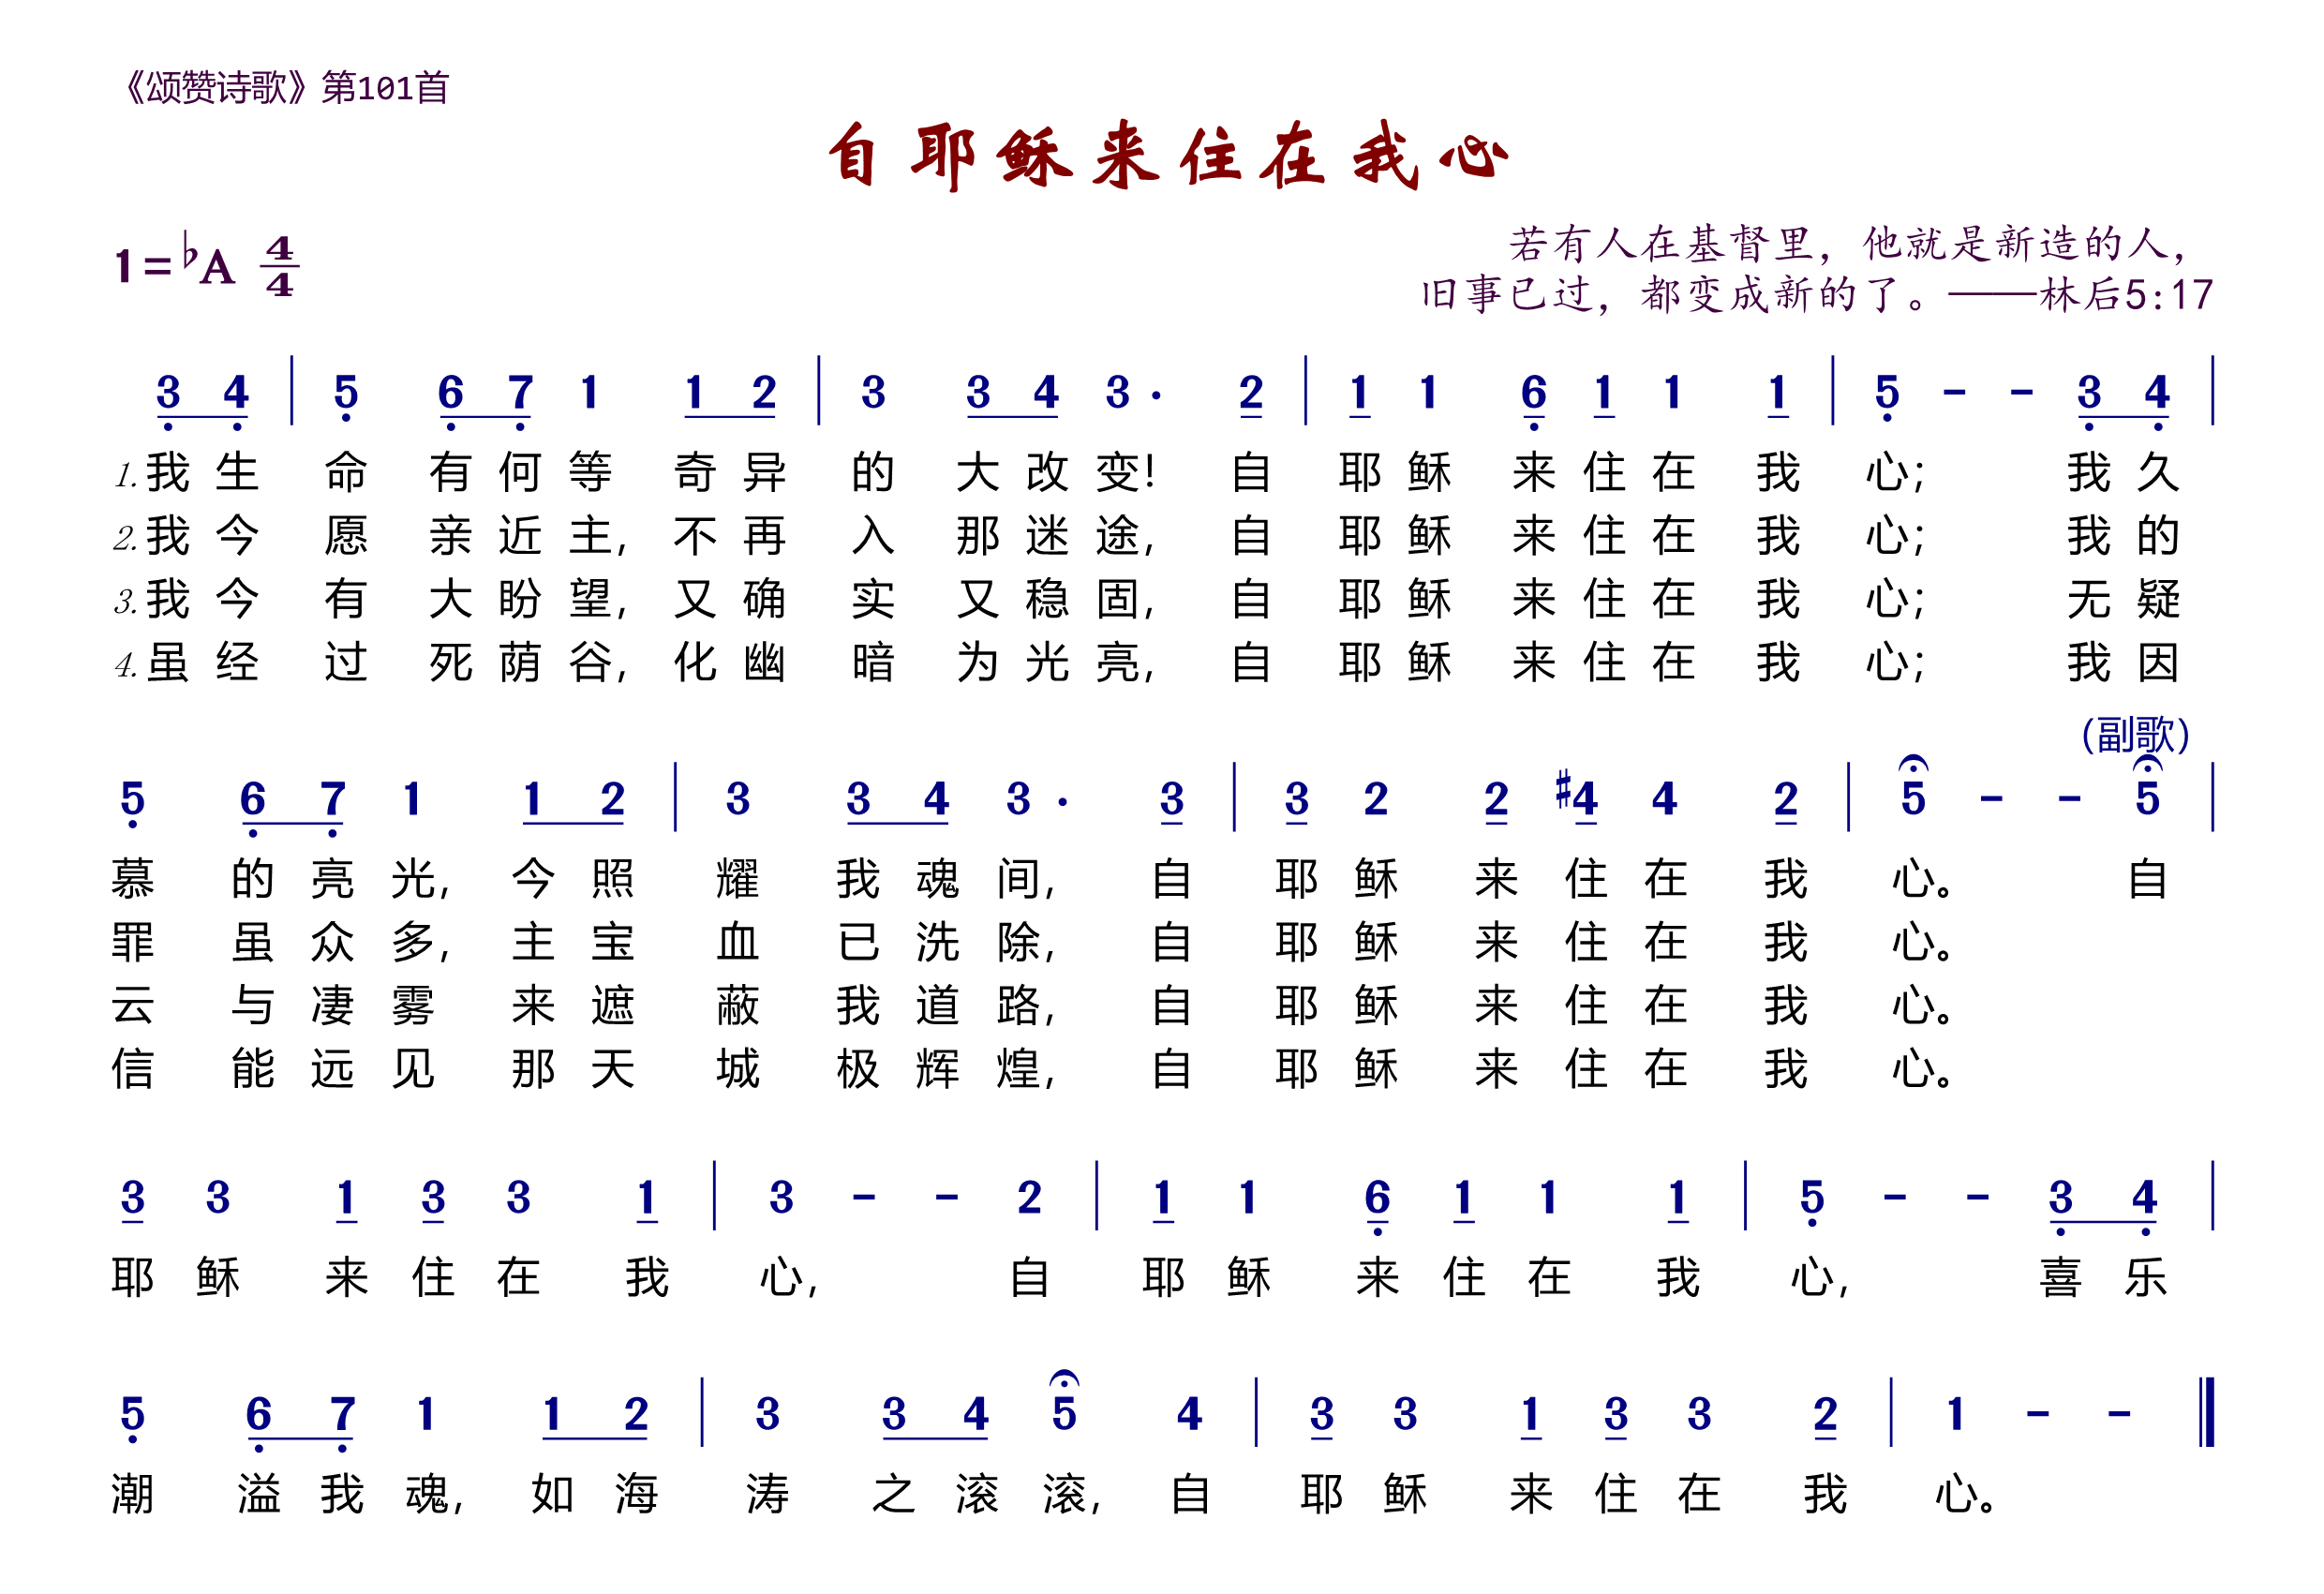 《颂赞诗歌》第101首
自耶稣来住在我心
1=♭A 4/4
若有人在基督里，他就是新造的人，
旧事已过，都变成新的了。——林后5:17
3̣ 4̣ | 5̣ 6̣ 7̣ 1 1 2 | 3 3 4 3 · 2 | 1 1 6̣ 1 1 1 | 5̣ - - 3̣ 4̣ |
1.我生命有何等奇异的大改变！自耶稣来住在我心；我久
2.我今愿亲近主，不再入那迷途，自耶稣来住在我心；我的
3.我今有大盼望，又确实又稳固，自耶稣来住在我心；无疑
4.虽经过死荫谷，化幽暗为光亮，自耶稣来住在我心；我因
(副歌)
5̣ 6̣ 7̣ 1 1 2 | 3 3 4 3 · 3 | 3 2 2 #4 4 2 | 5 - - 5 |
慕的亮光，今照耀我魂间，自耶稣来住在我心。自
罪虽众多，主宝血已洗除，自耶稣来住在我心。
云与凄雾来遮蔽我道路，自耶稣来住在我心。
信能远见那天城极辉煌，自耶稣来住在我心。
3 3 1 3 3 1 | 3 - - 2 | 1 1 6̣ 1 1 1 | 5̣ - - 3̣ 4̣ |
耶稣来住在我心，自耶稣来住在我心，喜乐
5̣ 6̣ 7̣ 1 1 2 | 3 3 4 5 4 | 3 3 1 3 3 2 | 1 - - ‖
潮溢我魂，如海涛之滚滚，自耶稣来住在我心。